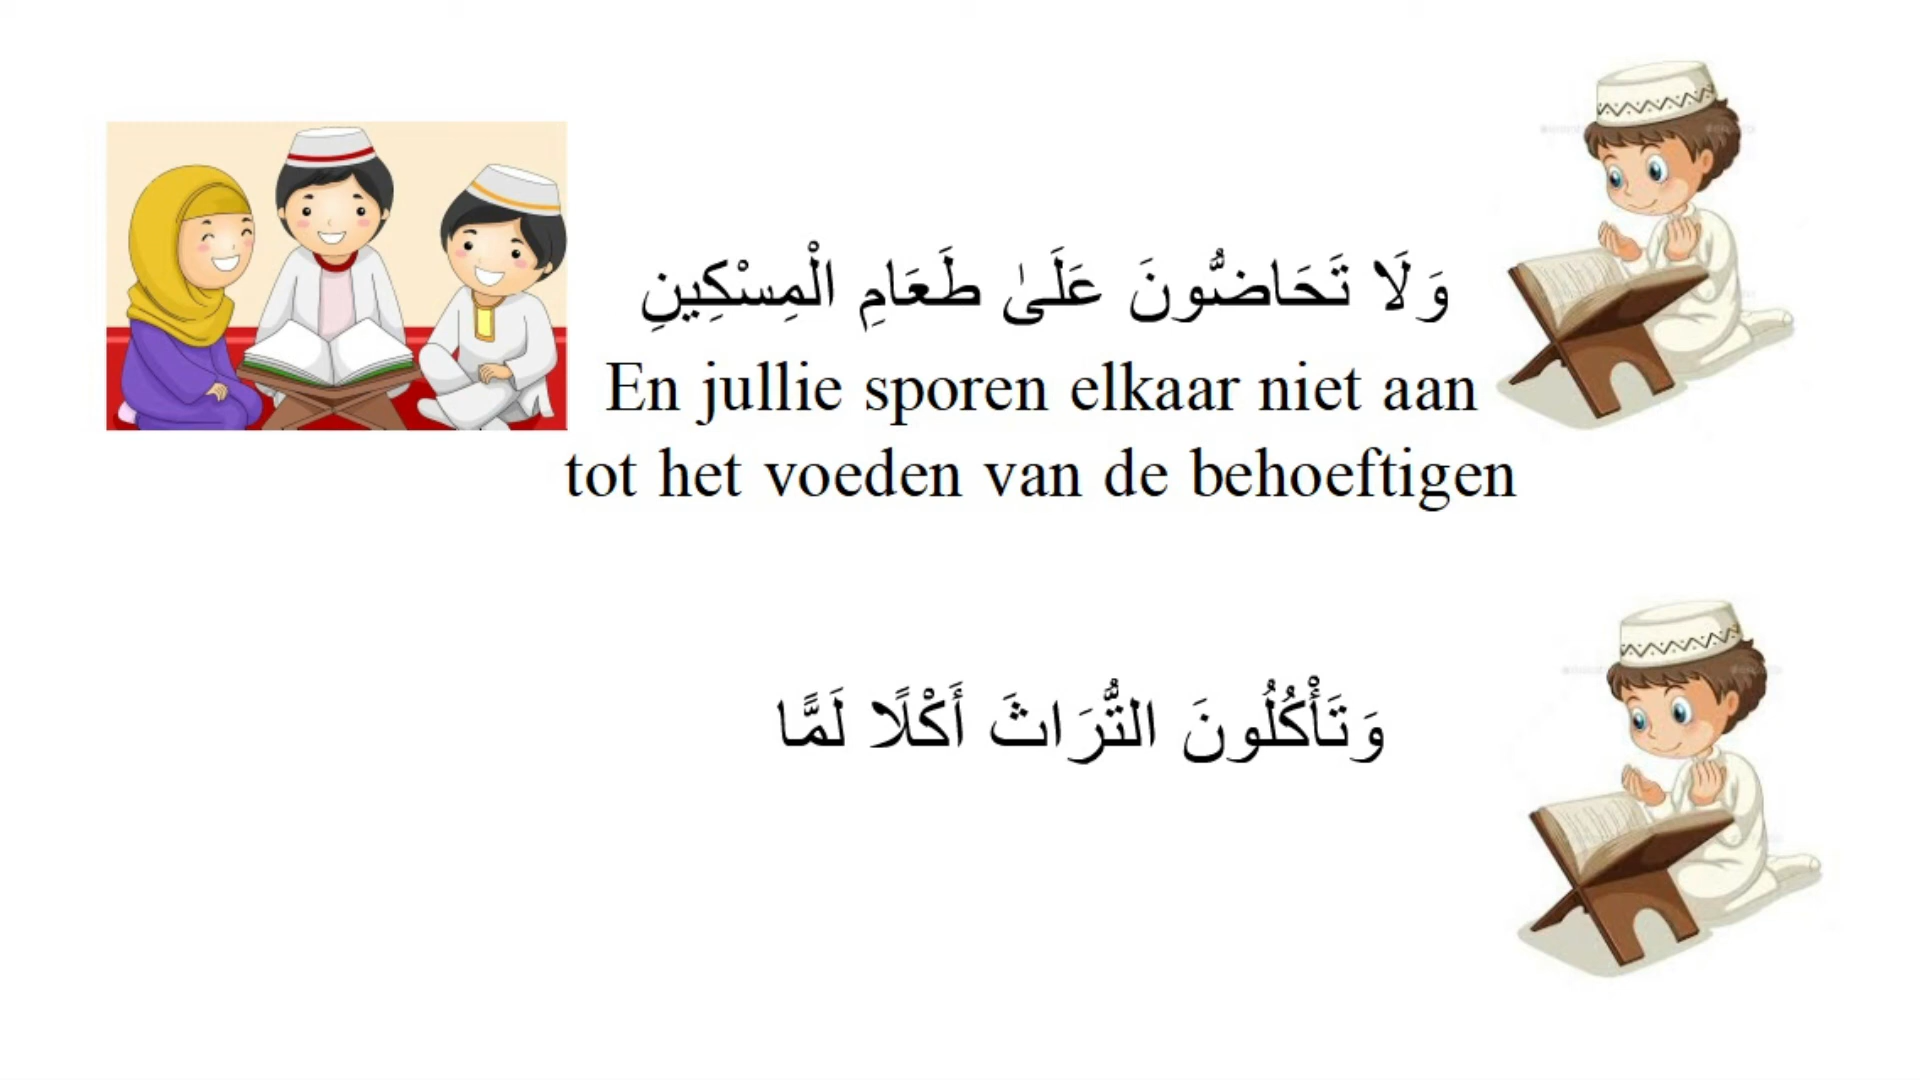 وَلَا تَحَاضُّونَ عَلَىٰ طَعَامِ الْمِسْكِينِ
En jullie sporen elkaar niet aan
tot het voeden van de behoeftigen
وَتَأْكُلُونَ التُّرَاثَ أَكْلًا لَمًّا